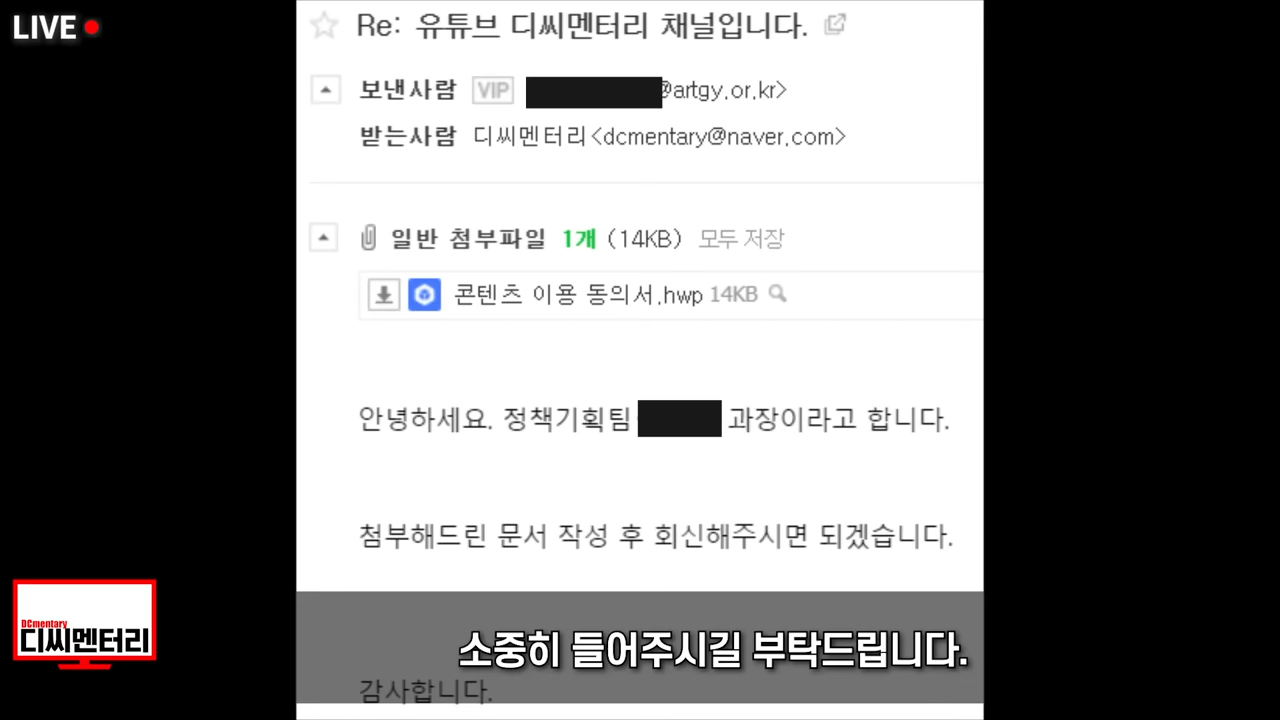 LIVE
Re: 유튜브 디씨멘터리 채널입니다.
보낸사람 VIP @artgy.or.kr>
받는사람 디씨멘터리<dcmentary@naver.com>
일반 첨부파일 1개 (14KB) 모두 저장
콘텐츠 이용 동의서.hwp 14KB
안녕하세요. 정책기획팀 과장이라고 합니다.
첨부해드린 문서 작성 후 회신해주시면 되겠습니다.
DCmentary
디씨멘터리
소중히 들어주시길 부탁드립니다.
감사합니다.